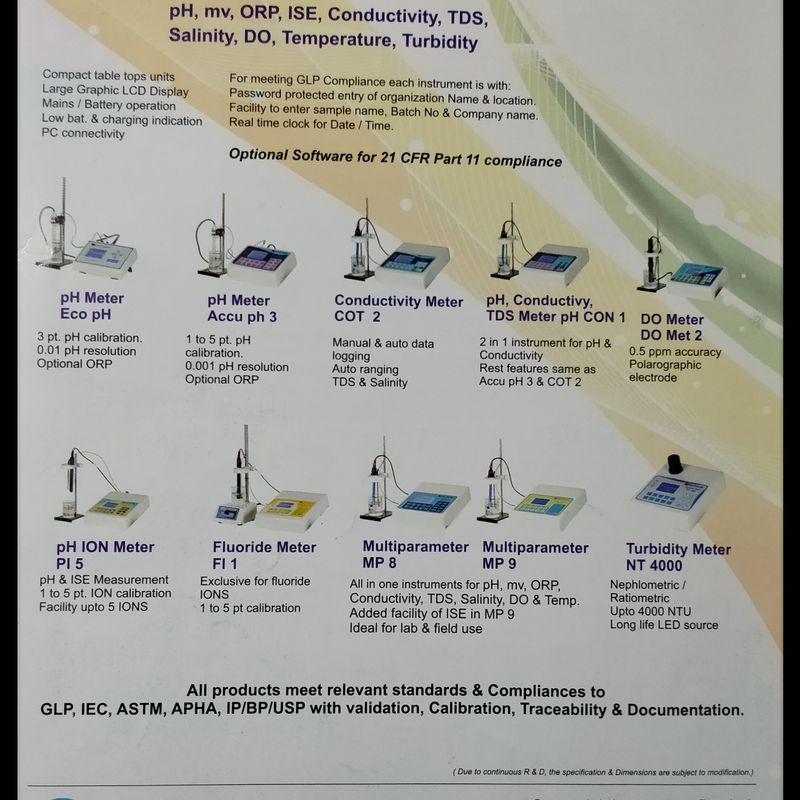 pH, mv, ORP, ISE, Conductivity, TDS,
Salinity, DO, Temperature, Turbidity
Compact table tops units
Large Graphic LCD Display
Mains / Battery operation
Low bat. & charging indication
PC connectivity
For meeting GLP Compliance each instrument is with:
Password protected entry of organization Name & location.
Facility to enter sample name, Batch No & Company name.
Real time clock for Date / Time.
Optional Software for 21 CFR Part 11 compliance
pH Meter
Eco pH
3 pt. pH calibration.
0.01 pH resolution
Optional ORP
pH Meter
Accu ph 3
1 to 5 pt. pH
calibration.
0.001 pH resolution
Optional ORP
Conductivity Meter
COT 2
Manual & auto data
logging
Auto ranging
TDS & Salinity
pH, Conductivy,
TDS Meter pH CON 1
2 in 1 instrument for pH &
Conductivity
Rest features same as
Accu pH 3 & COT 2
DO Meter
DO Met 2
0.5 ppm accuracy
Polarographic
electrode
pH ION Meter
PI 5
pH & ISE Measurement
1 to 5 pt. ION calibration
Facility upto 5 IONS
Fluoride Meter
FI 1
Exclusive for fluoride
IONS
1 to 5 pt calibration
Multiparameter
MP 8
Multiparameter
MP 9
All in one instruments for pH, mv, ORP,
Conductivity, TDS, Salinity, DO & Temp.
Added facility of ISE in MP 9
Ideal for lab & field use
Turbidity Meter
NT 4000
Nephlometric /
Ratiometric
Upto 4000 NTU
Long life LED source
All products meet relevant standards & Compliances to
GLP, IEC, ASTM, APHA, IP/BP/USP with validation, Calibration, Traceability & Documentation.
( Due to continuous R & D, the specification & Dimensions are subject to modification.)